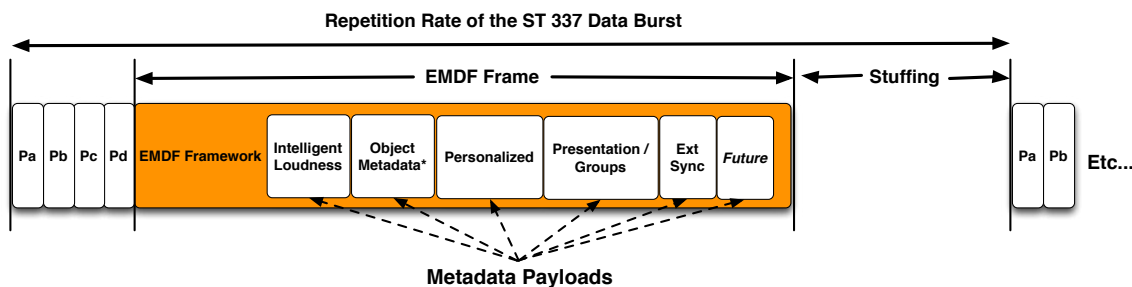 Repetition Rate of the ST 337 Data Burst
EMDF Frame
Stuffing
Pa
Pb
Pc
Pd
EMDF Framework
Intelligent
Loudness
Object
Metadata*
Personalized
Presentation /
Groups
Ext
Sync
Future
Pa
Pb
Etc...
Metadata Payloads